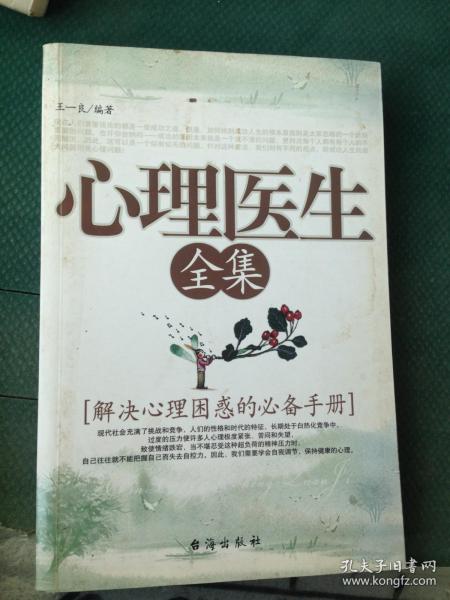 王一良/编著
心理医生
全集
[解决心理困惑的必备手册]
现代社会充满了挑战和竞争，人们的性格和时代的特征，长期处于白热化竞争中，
过度的压力使许多人心理极度紧张、苦闷和失望，
致使情绪跌宕，当不堪忍受这种超负荷的精神压力时，
自己往往就不能把握自己而失去自控力。因此，我们需要学会自我调节，保持健康的心理。
台海出版社
孔夫子旧书网
www.kongfz.com